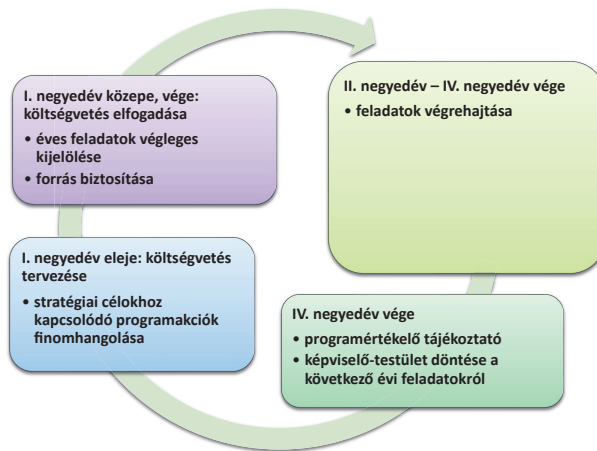 I. negyedév közepe, vége:
költségvetés elfogadása
• éves feladatok végleges
kijelölése
• forrás biztosítása
II. negyedév – IV. negyedév vége
• feladatok végrehajtása
I. negyedév eleje: költségvetés
tervezése
• stratégiai célokhoz
kapcsolódó programakciók
finomhangolása
IV. negyedév vége
• programértékelő tájékoztató
• képviselő-testület döntése a
következő évi feladatokról